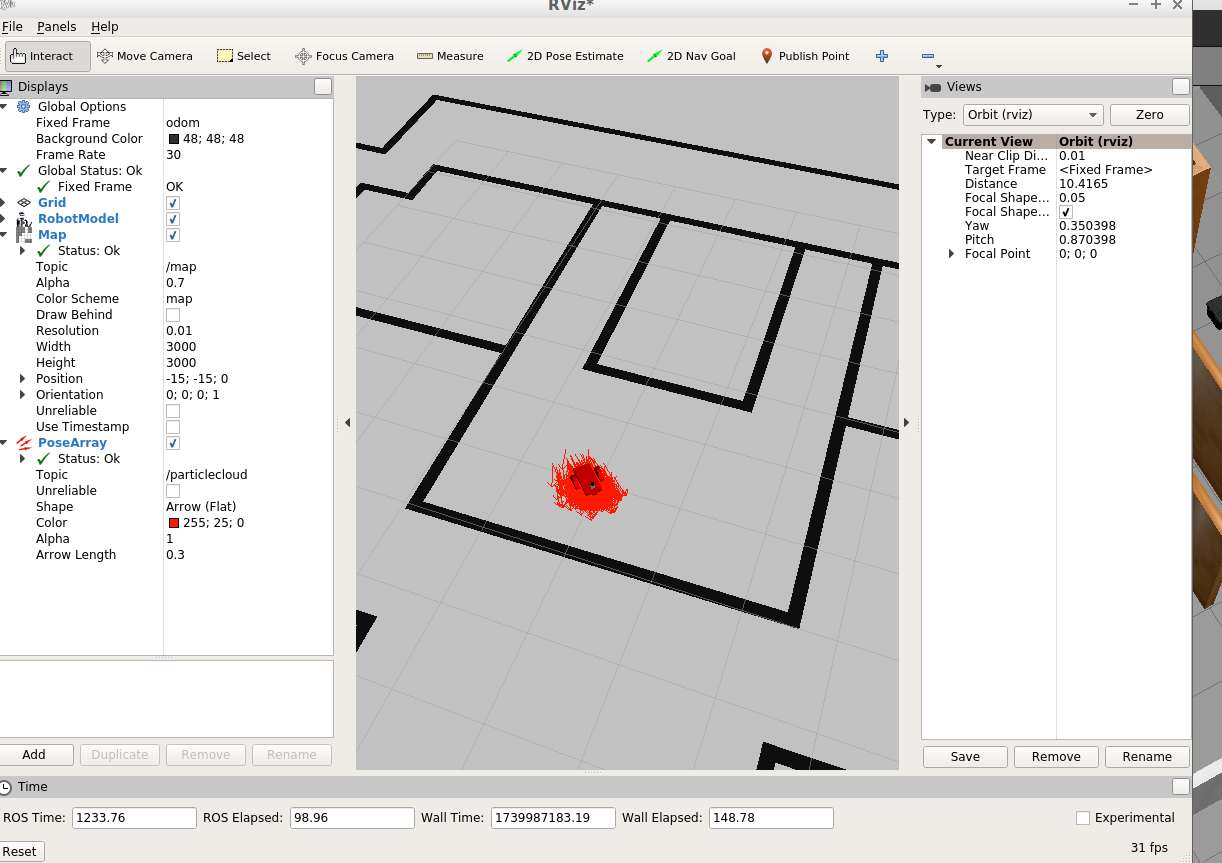 RViz*
File Panels Help
Interact Move Camera Select Focus Camera Measure 2D Pose Estimate 2D Nav Goal Publish Point
Displays
Global Options
Fixed Frame odom
Background Color 48; 48; 48
Frame Rate 30
Global Status: Ok
Fixed Frame OK
Grid
RobotModel
Map
Status: Ok
Topic /map
Alpha 0.7
Color Scheme map
Draw Behind
Resolution 0.01
Width 3000
Height 3000
Position -15; -15; 0
Orientation 0; 0; 0; 1
Unreliable
Use Timestamp
PoseArray
Status: Ok
Topic /particlecloud
Unreliable
Shape Arrow (Flat)
Color 255; 25; 0
Alpha 1
Arrow Length 0.3
Add Duplicate Remove Rename
Views
Type: Orbit (rviz) Zero
Current View Orbit (rviz)
Near Clip Di... 0.01
Target Frame <Fixed Frame>
Distance 10.4165
Focal Shape... 0.05
Focal Shape...
Yaw 0.350398
Pitch 0.870398
Focal Point 0; 0; 0
Save Remove Rename
Time
ROS Time: 1233.76 ROS Elapsed: 98.96 Wall Time: 1739987183.19 Wall Elapsed: 148.78 Experimental
Reset 31 fps